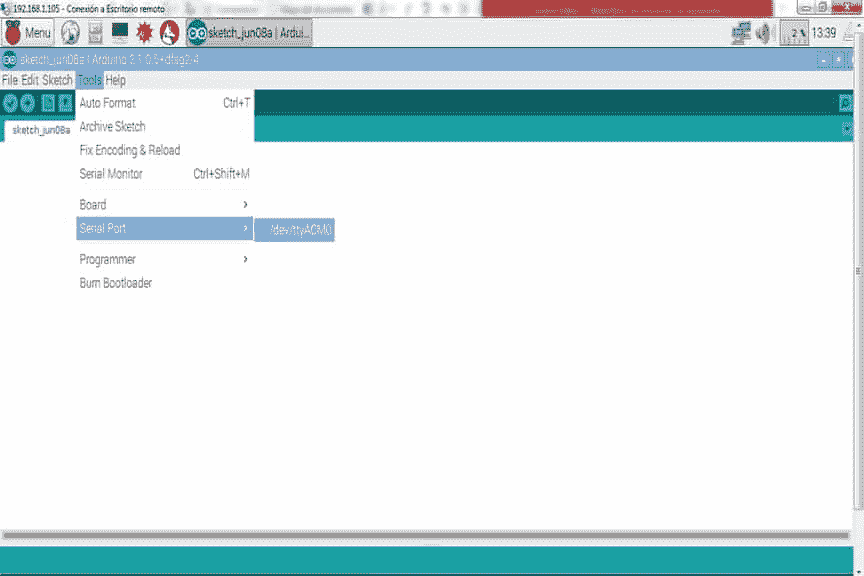 192.168.1.105 - Conexión a Escritorio remoto
Menu
sketch_jun08a | Ardui...
2 %
13:39
sketch_jun08a | Arduino 2:1.0.5+dfsg2-4
File Edit Sketch Tools Help
sketch_jun08a
Auto Format Ctrl+T
Archive Sketch
Fix Encoding & Reload
Serial Monitor Ctrl+Shift+M
Board
Serial Port
/dev/ttyACM0
Programmer
Burn Bootloader